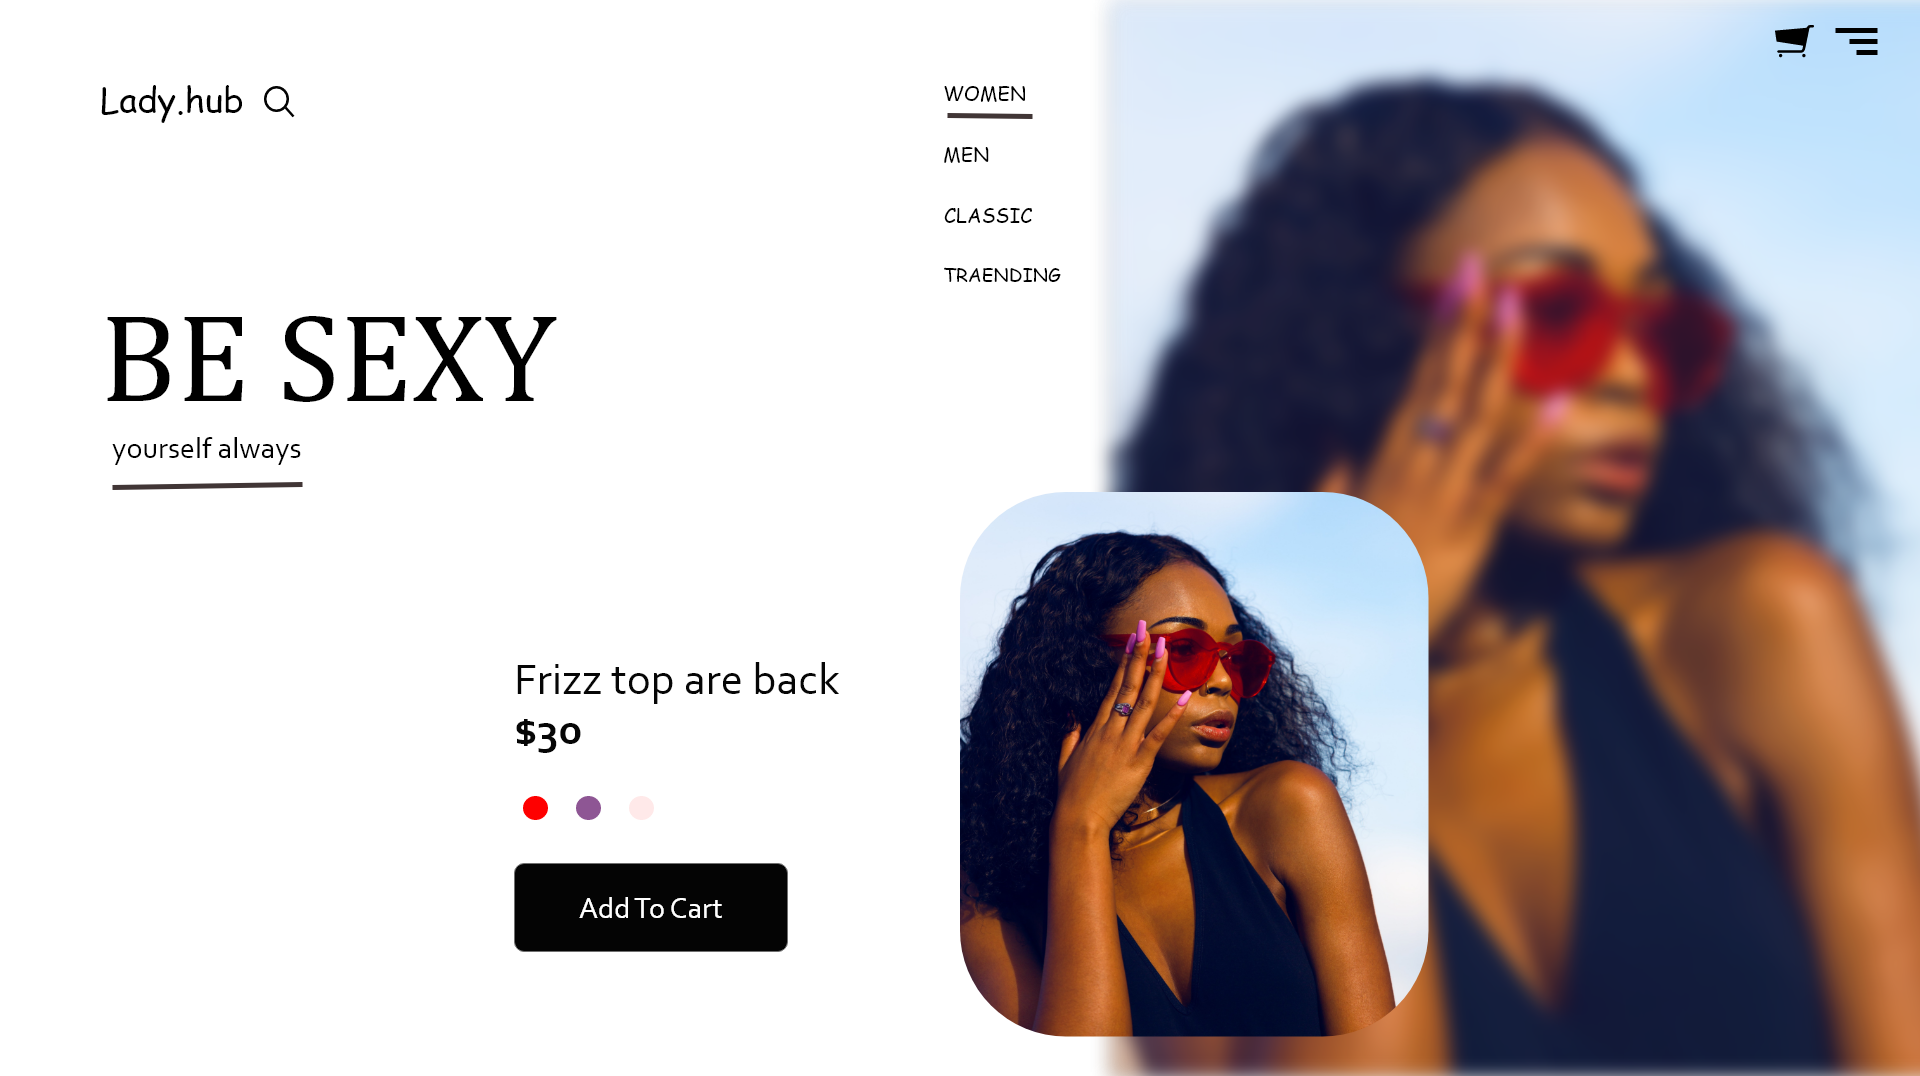 Lady.hub
WOMEN
MEN
CLASSIC
TRAENDING
BE SEXY
yourself always
Frizz top are back
$30
Add To Cart